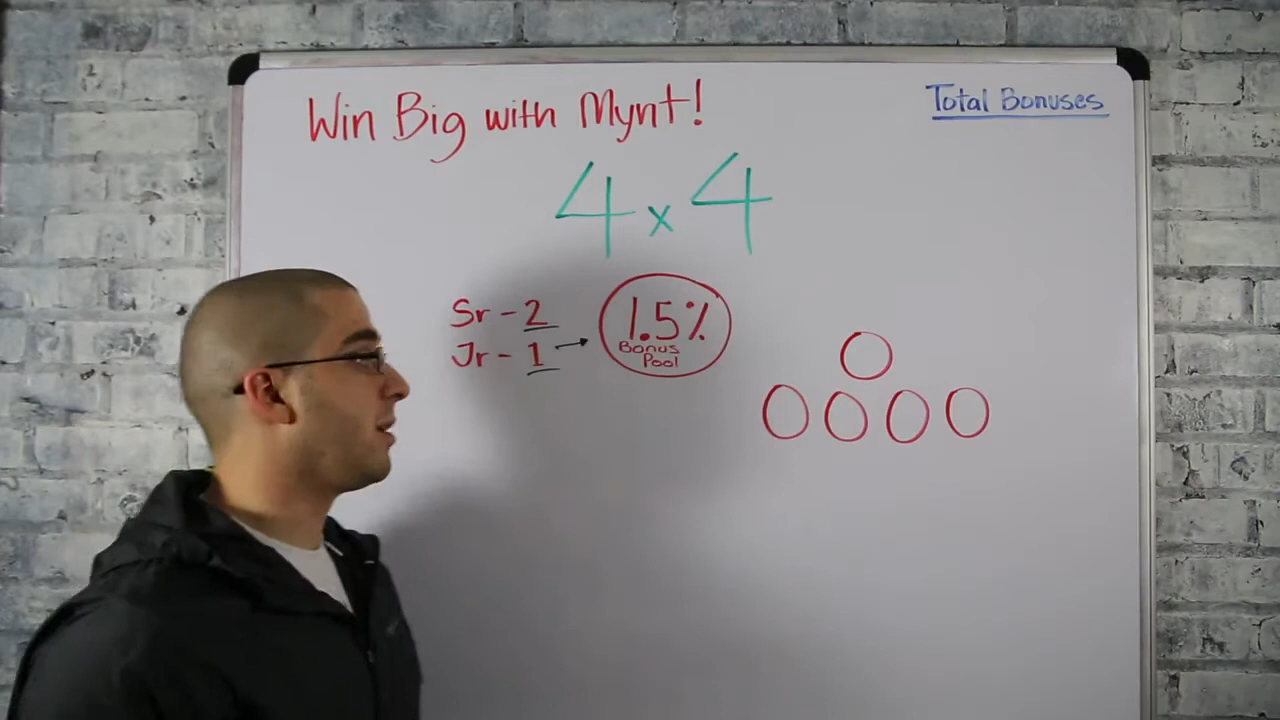 Win Big with Mynt!
Total Bonuses
4 x 4
Sr - 2
Jr - 1
1.5%
Bonus
Pool